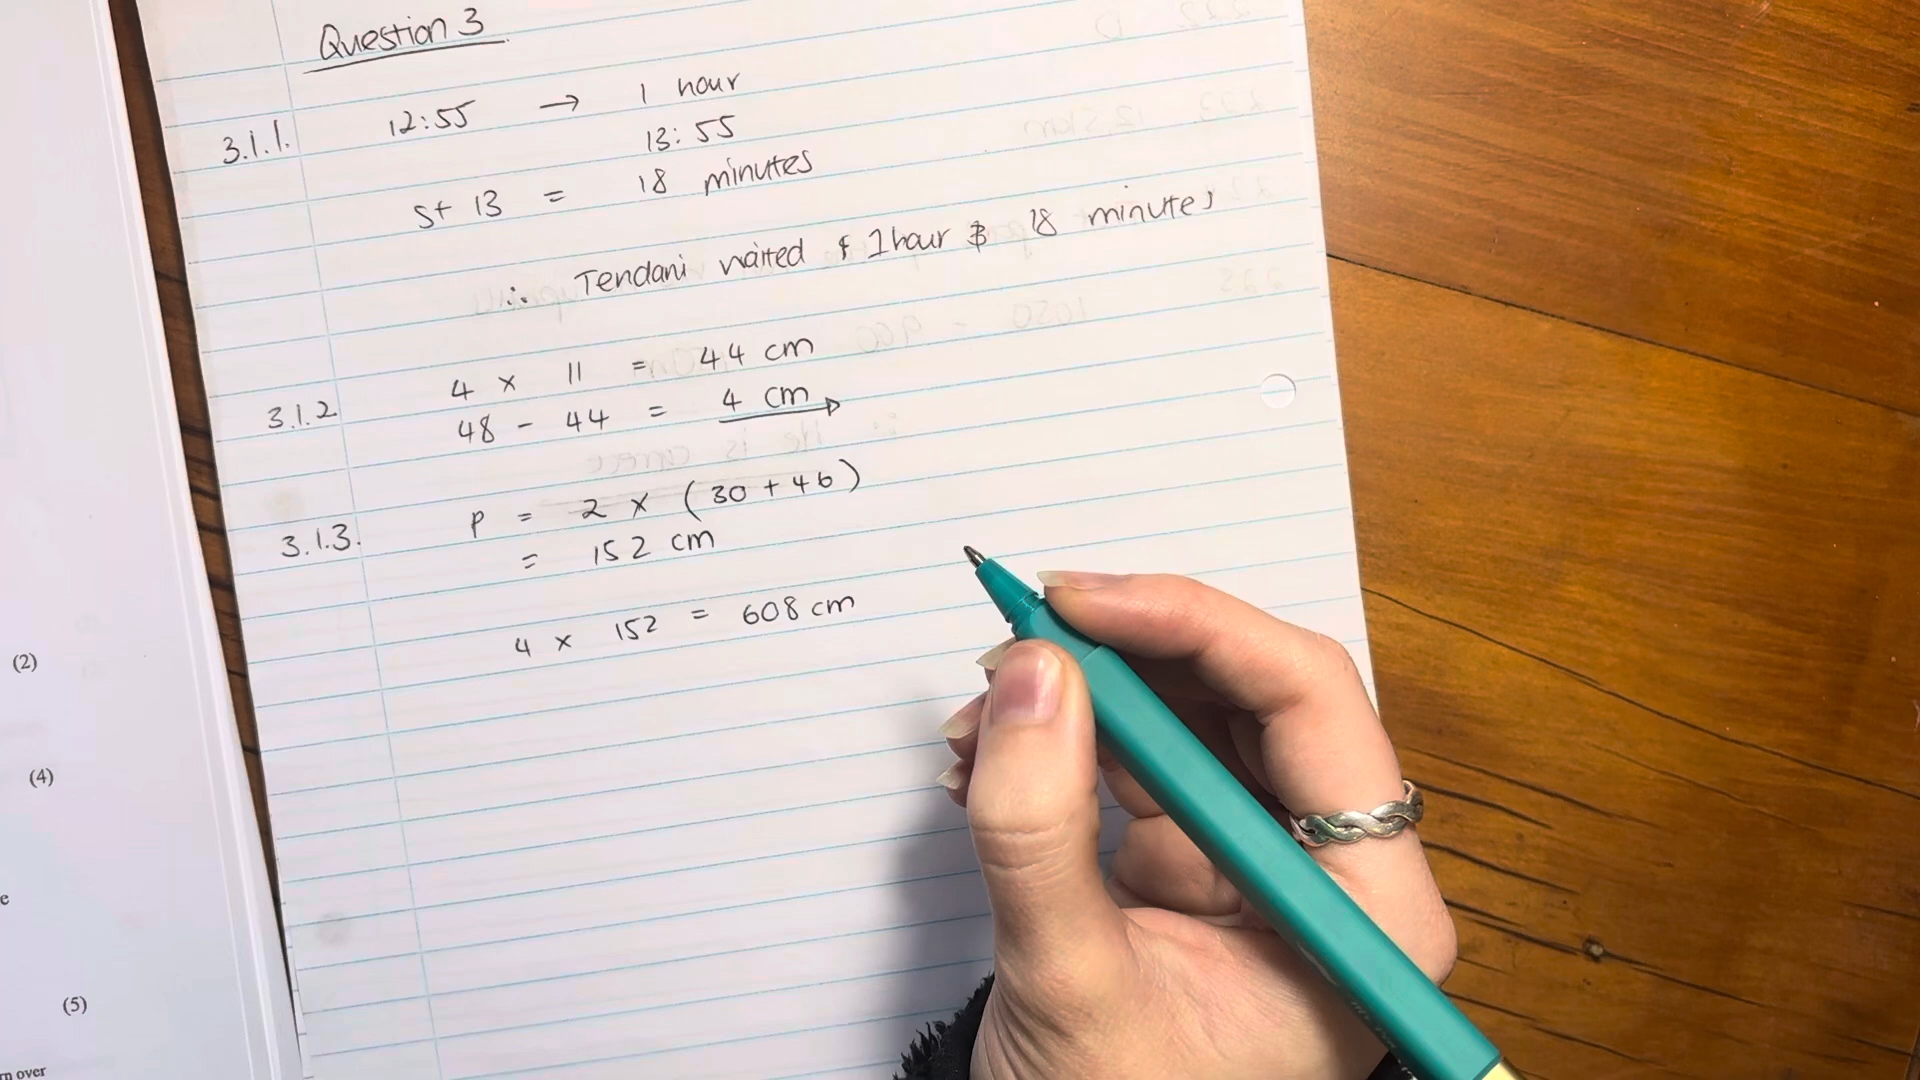 Question 3
3.1.1. 12:55 → 1 hour
13:55
5+ 13 = 18 minutes
∴ Tendani waited 1 hour & 18 minutes
3.1.2 4 x 11 = 44 cm
48 - 44 = 4 cm
3.1.3. P = 2 x (30 + 46)
= 152 cm
4 x 152 = 608 cm
(2)
(4)
e
(5)
rn over